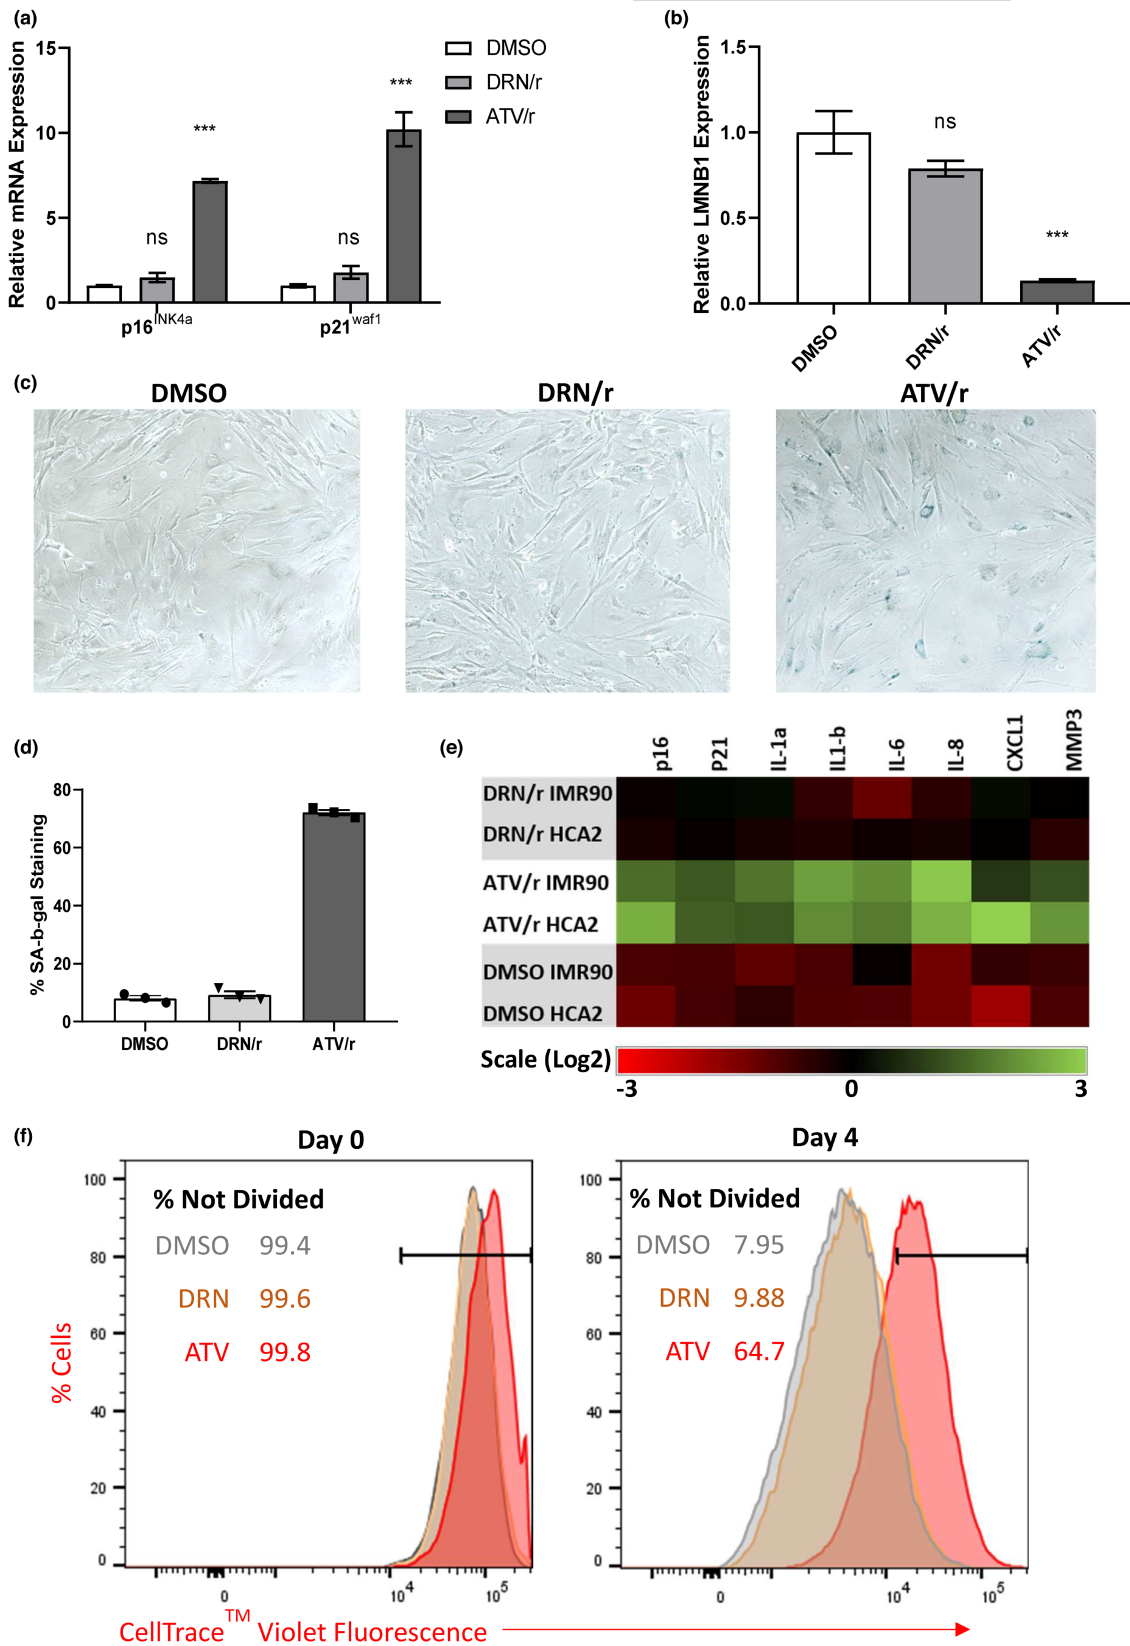 (a)
15
10
5
0
Relative mRNA Expression
DMSO
DRN/r
ATV/r
ns
***
ns
***
p16INK4a
p21waf1
(b)
1.5
1.0
0.5
0.0
Relative LMNB1 Expression
ns
***
DMSO
DRN/r
ATV/r
(c)
DMSO
DRN/r
ATV/r
(d)
80
60
40
20
0
% SA-b-gal Staining
DMSO
DRN/r
ATV/r
(e)
p16
P21
IL-1a
IL1-b
IL-6
IL-8
CXCL1
MMP3
DRN/r IMR90
DRN/r HCA2
ATV/r IMR90
ATV/r HCA2
DMSO IMR90
DMSO HCA2
Scale (Log2)
-3
0
3
(f)
Day 0
100
80
60
40
20
0
% Cells
% Not Divided
DMSO 99.4
DRN 99.6
ATV 99.8
0
10^4
10^5
Day 4
100
80
60
40
20
0
% Not Divided
DMSO 7.95
DRN 9.88
ATV 64.7
0
10^4
10^5
CellTrace™ Violet Fluorescence